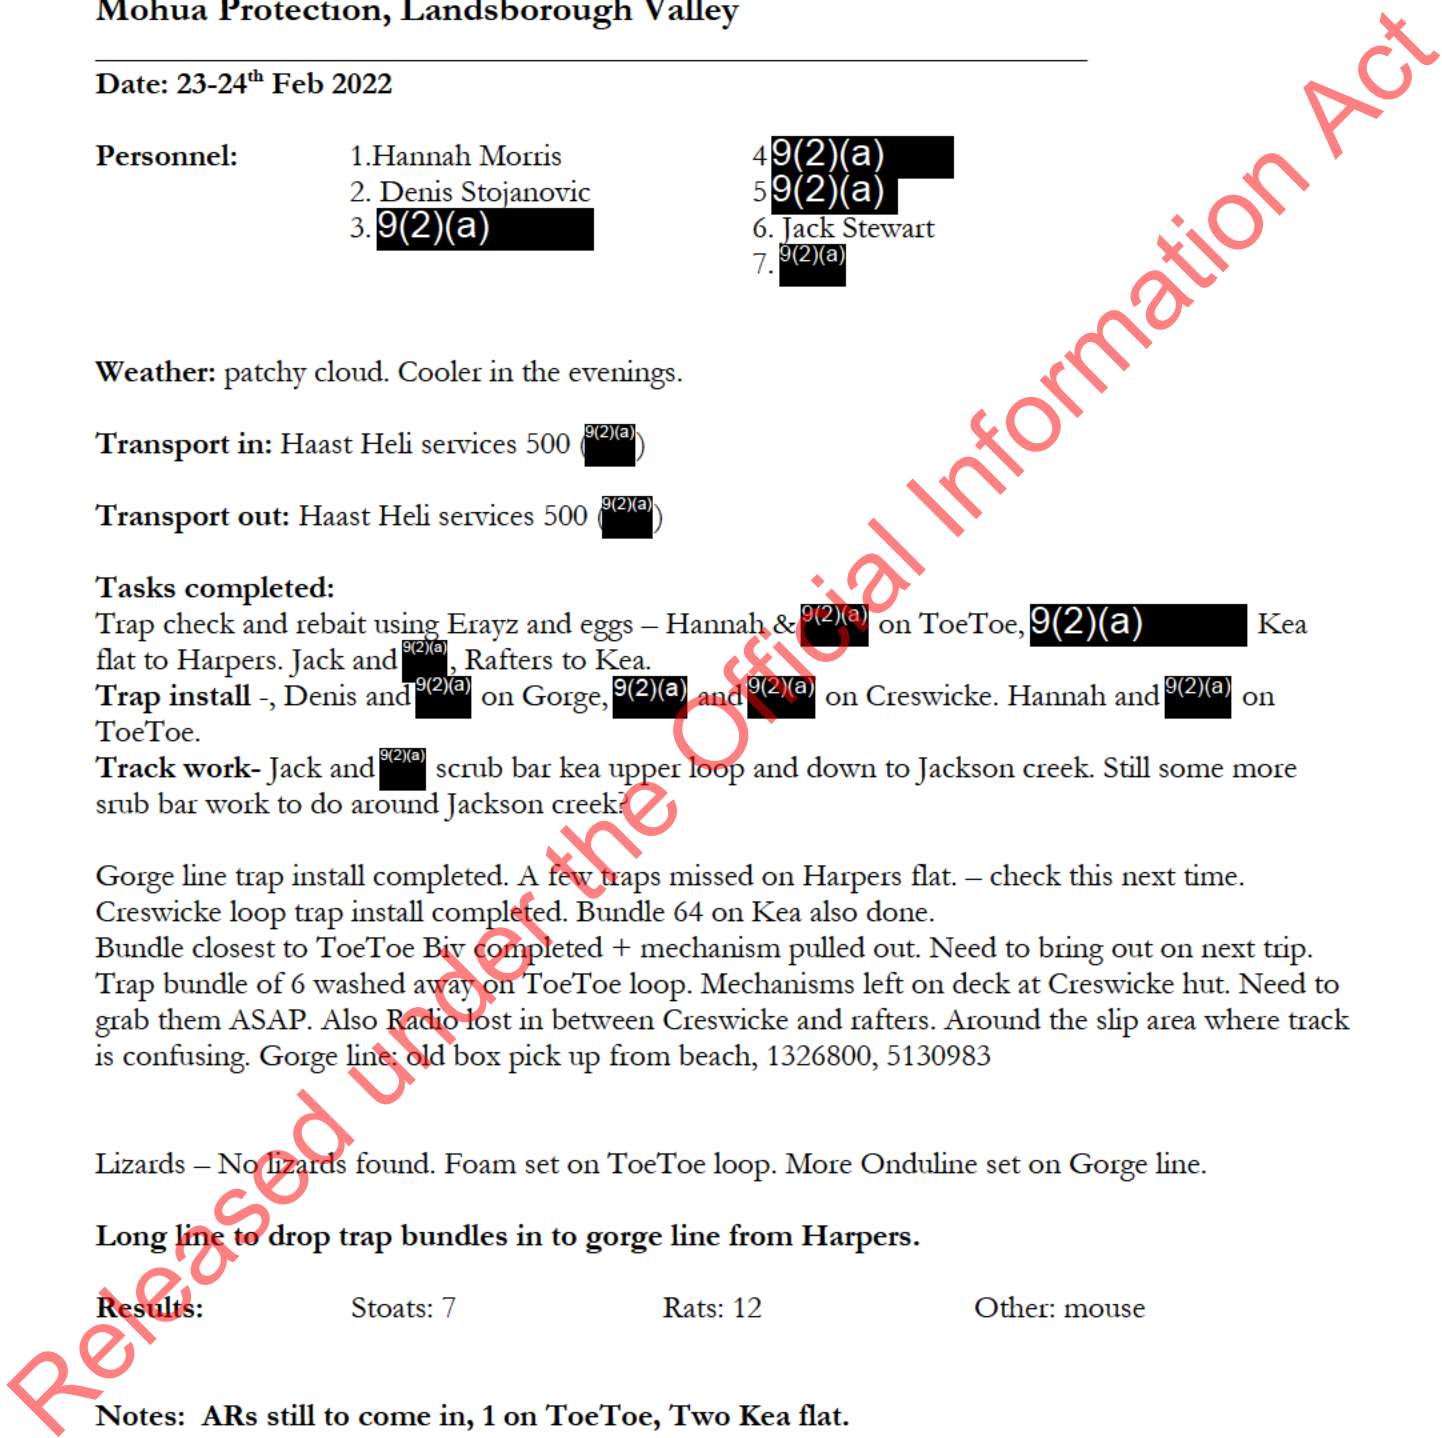 Mohua Protection, Landsborough Valley
Date: 23-24th Feb 2022
Personnel: 1.Hannah Morris 4 9(2)(a)
2. Denis Stojanovic 5 9(2)(a)
3. 9(2)(a) 6. Jack Stewart
7. 9(2)(a)
Weather: patchy cloud. Cooler in the evenings.
Transport in: Haast Heli services 500 (9(2)(a))
Transport out: Haast Heli services 500 (9(2)(a))
Tasks completed:
Trap check and rebait using Erayz and eggs – Hannah & 9(2)(a) on ToeToe, 9(2)(a) Kea
flat to Harpers. Jack and 9(2)(a), Rafters to Kea.
Trap install -, Denis and 9(2)(a) on Gorge, 9(2)(a) and 9(2)(a) on Creswicke. Hannah and 9(2)(a) on
ToeToe.
Track work- Jack and 9(2)(a) scrub bar kea upper loop and down to Jackson creek. Still some more
srub bar work to do around Jackson creek?
Gorge line trap install completed. A few traps missed on Harpers flat. – check this next time.
Creswicke loop trap install completed. Bundle 64 on Kea also done.
Bundle closest to ToeToe Biv completed + mechanism pulled out. Need to bring out on next trip.
Trap bundle of 6 washed away on ToeToe loop. Mechanisms left on deck at Creswicke hut. Need to
grab them ASAP. Also Radio lost in between Creswicke and rafters. Around the slip area where track
is confusing. Gorge line: old box pick up from beach, 1326800, 5130983
Lizards – No lizards found. Foam set on ToeToe loop. More Onduline set on Gorge line.
Long line to drop trap bundles in to gorge line from Harpers.
Results: Stoats: 7 Rats: 12 Other: mouse
Notes: ARs still to come in, 1 on ToeToe, Two Kea flat.
Released under the Official Information Act